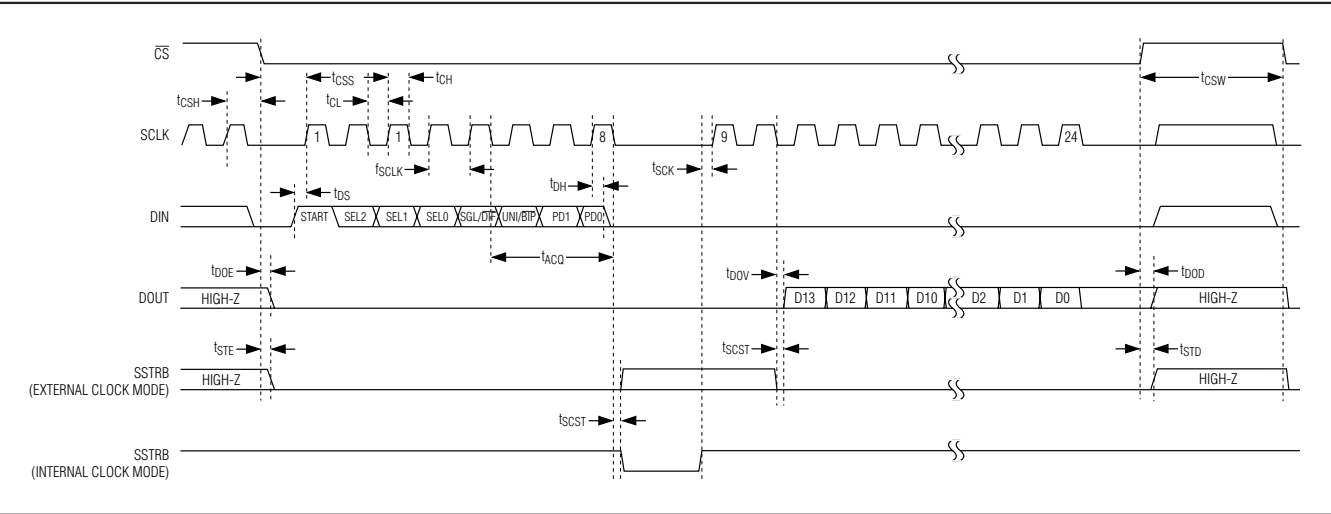 CS
tCSS
tCH
tCSW
tCSH
tCL
SCLK
1
1
8
9
24
fSCLK
tDH
tSCK
tDS
DIN
START SEL2 SEL1 SEL0 SGL/DIF UNI/BIP PD1 PD0
tACQ
tDOE
tDOV
tDOD
DOUT
HIGH-Z
D13 D12 D11 D10 D2 D1 D0
HIGH-Z
tSTE
tSCST
tSTD
SSTRB
(EXTERNAL CLOCK MODE)
HIGH-Z
HIGH-Z
tSCST
SSTRB
(INTERNAL CLOCK MODE)